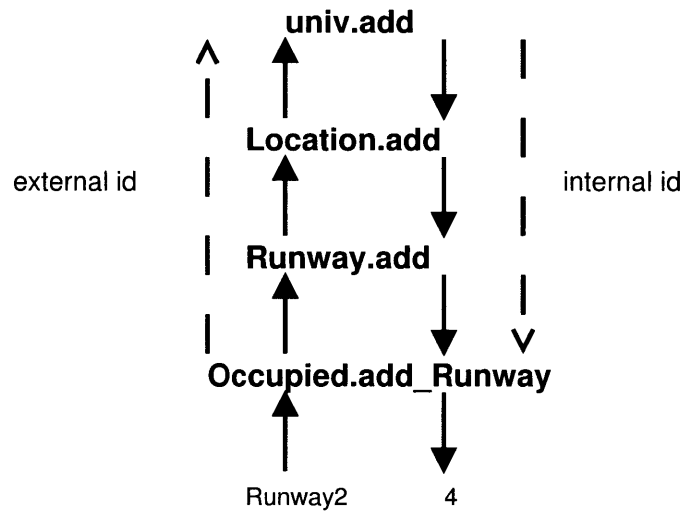 univ.add
Location.add
external id
internal id
Runway.add
Occupied.add_Runway
Runway2 4